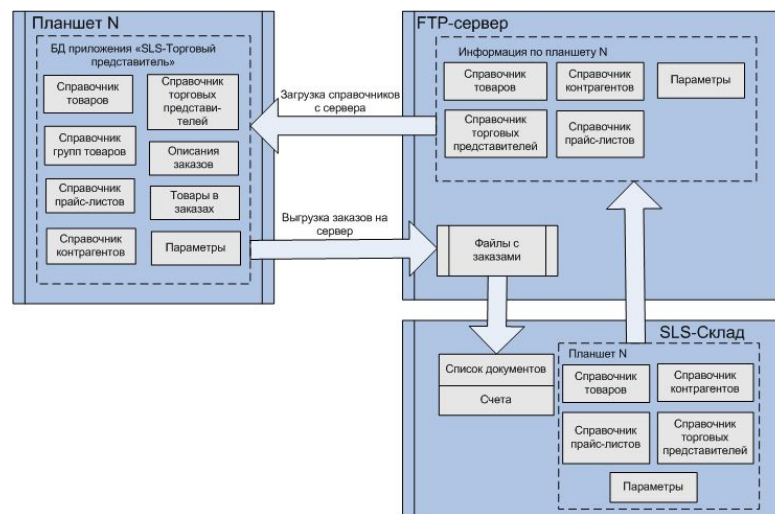 Планшет N
БД приложения «SLS-Торговый
представитель»
Справочник
товаров
Справочник
торговых
представи-
телей
Справочник
групп товаров
Описания
заказов
Справочник
прайс-листов
Товары в
заказах
Справочник
контрагентов
Параметры
Загрузка справочников
с сервера
Выгрузка заказов на
сервер
FTP-сервер
Информация по планшету N
Справочник
товаров
Справочник
контрагентов
Параметры
Справочник
торговых
представителей
Справочник
прайс-листов
Файлы с
заказами
SLS-Склад
Список документов
Счета
Планшет N
Справочник
товаров
Справочник
контрагентов
Справочник
прайс-листов
Справочник
торговых
представителей
Параметры